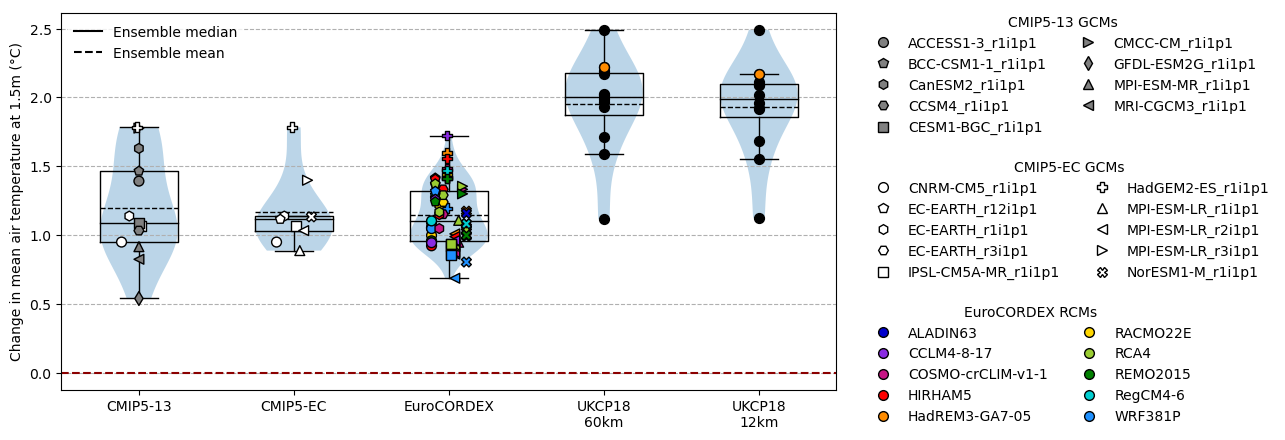 Change in mean air temperature at 1.5m (°C)
2.5
2.0
1.5
1.0
0.5
0.0
Ensemble median
Ensemble mean
CMIP5-13
CMIP5-EC
EuroCORDEX
UKCP18
60km
UKCP18
12km
CMIP5-13 GCMs
ACCESS1-3_r1i1p1
BCC-CSM1-1_r1i1p1
CanESM2_r1i1p1
CCSM4_r1i1p1
CESM1-BGC_r1i1p1
CMCC-CM_r1i1p1
GFDL-ESM2G_r1i1p1
MPI-ESM-MR_r1i1p1
MRI-CGCM3_r1i1p1
CMIP5-EC GCMs
CNRM-CM5_r1i1p1
EC-EARTH_r12i1p1
EC-EARTH_r1i1p1
EC-EARTH_r3i1p1
IPSL-CM5A-MR_r1i1p1
HadGEM2-ES_r1i1p1
MPI-ESM-LR_r1i1p1
MPI-ESM-LR_r2i1p1
MPI-ESM-LR_r3i1p1
NorESM1-M_r1i1p1
EuroCORDEX RCMs
ALADIN63
CCLM4-8-17
COSMO-crCLIM-v1-1
HIRHAM5
HadREM3-GA7-05
RACMO22E
RCA4
REMO2015
RegCM4-6
WRF381P